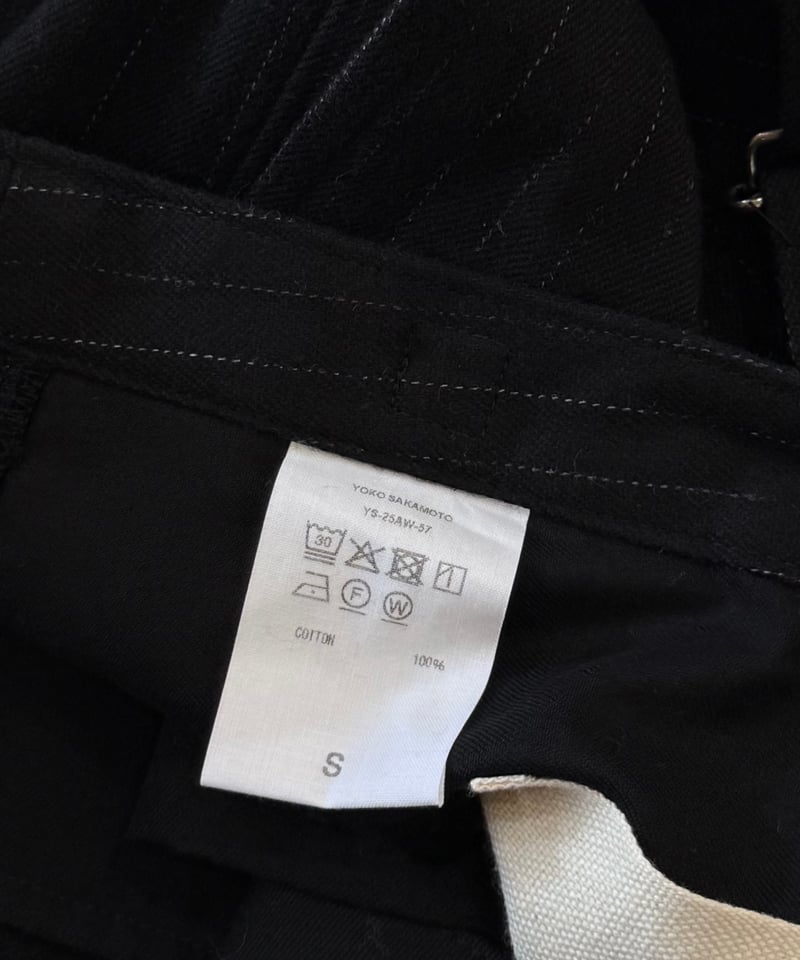 YOKO SAKAMOTO
YS-25AW-57
30
F W
COTTON 100%
S